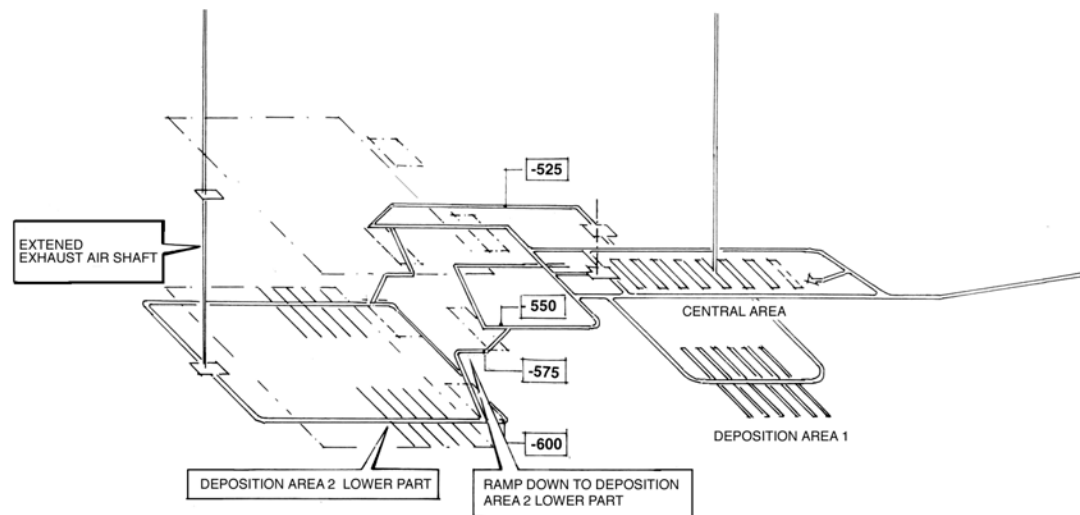 -525
EXTENED
EXHAUST AIR SHAFT
550
CENTRAL AREA
-575
DEPOSITION AREA 1
-600
DEPOSITION AREA 2 LOWER PART
RAMP DOWN TO DEPOSITION
AREA 2 LOWER PART